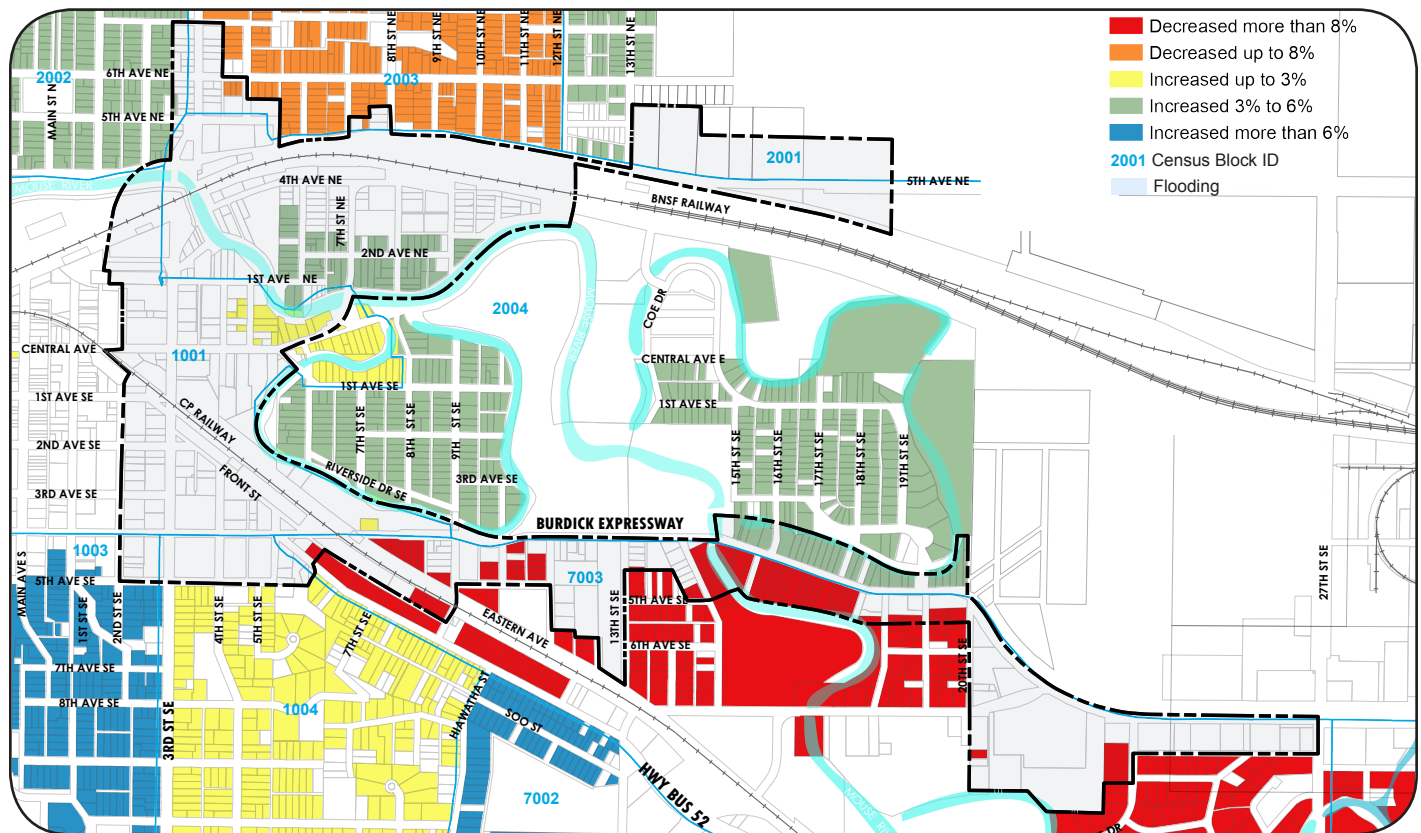 Decreased more than 8%
Decreased up to 8%
Increased up to 3%
Increased 3% to 6%
Increased more than 6%
2001 Census Block ID
Flooding
8TH ST NE
9TH ST NE
10TH ST NE
11TH ST NE
12TH ST NE
13TH ST NE
2002
6TH AVE NE
2003
MAIN ST N
5TH AVE NE
2001
5TH AVE NE
MOUSE RIVER
4TH AVE NE
BNSF RAILWAY
7TH ST NE
2ND AVE NE
1ST AVE NE
2004
MOUSE RIVER
COE DR
CENTRAL AVE
1001
CENTRAL AVE E
1ST AVE SE
1ST AVE SE
1ST AVE SE
CP RAILWAY
7TH ST SE
8TH ST SE
9TH ST SE
2ND AVE SE
15TH ST SE
16TH ST SE
17TH ST SE
18TH ST SE
19TH ST SE
RIVERSIDE DR SE
FRONT ST
3RD AVE SE
3RD AVE SE
BURDICK EXPRESSWAY
1003
MAIN AVE S
5TH AVE SE
7003
27TH ST SE
1ST ST SE
2ND ST SE
4TH ST SE
5TH ST SE
7TH ST SE
EASTERN AVE
13TH ST SE
5TH AVE SE
6TH AVE SE
20TH ST SE
7TH AVE SE
8TH AVE SE
3RD ST SE
1004
HIAWATHA ST
SOO ST
HWY BUS 52
7002
MOUSE RI
DR